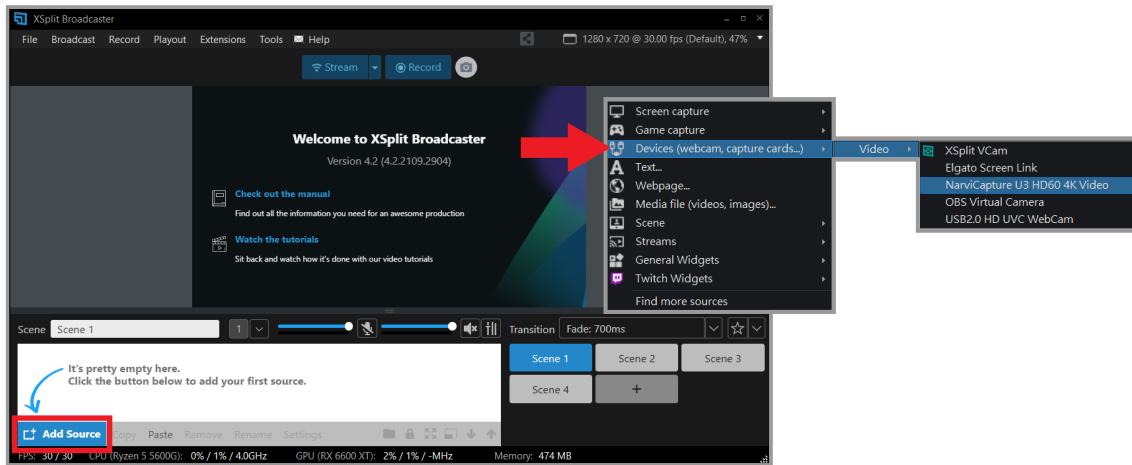 XSplit Broadcaster
File Broadcast Record Playout Extensions Tools Help
1280 x 720 @ 30.00 fps (Default), 47%
Stream
Record
Welcome to XSplit Broadcaster
Version 4.2 (4.2.2109.2904)
Check out the manual
Find out all the information you need for an awesome production
Watch the tutorials
Sit back and watch how it's done with our video tutorials
Screen capture
Game capture
Devices (webcam, capture cards...)
Text...
Webpage...
Media file (videos, images)...
Scene
Streams
General Widgets
Twitch Widgets
Find more sources
Video
XSplit VCam
Elgato Screen Link
NarviCapture U3 HD60 4K Video
OBS Virtual Camera
USB2.0 HD UVC WebCam
Scene Scene 1
1
Transition Fade: 700ms
It's pretty empty here.
Click the button below to add your first source.
Scene 1 Scene 2 Scene 3
Scene 4 +
Add Source Copy Paste Remove Rename Settings
FPS: 30 / 30 CPU (Ryzen 5 5600G): 0% / 1% / 4.0GHz GPU (RX 6600 XT): 2% / 1% / -MHz Memory: 474 MB